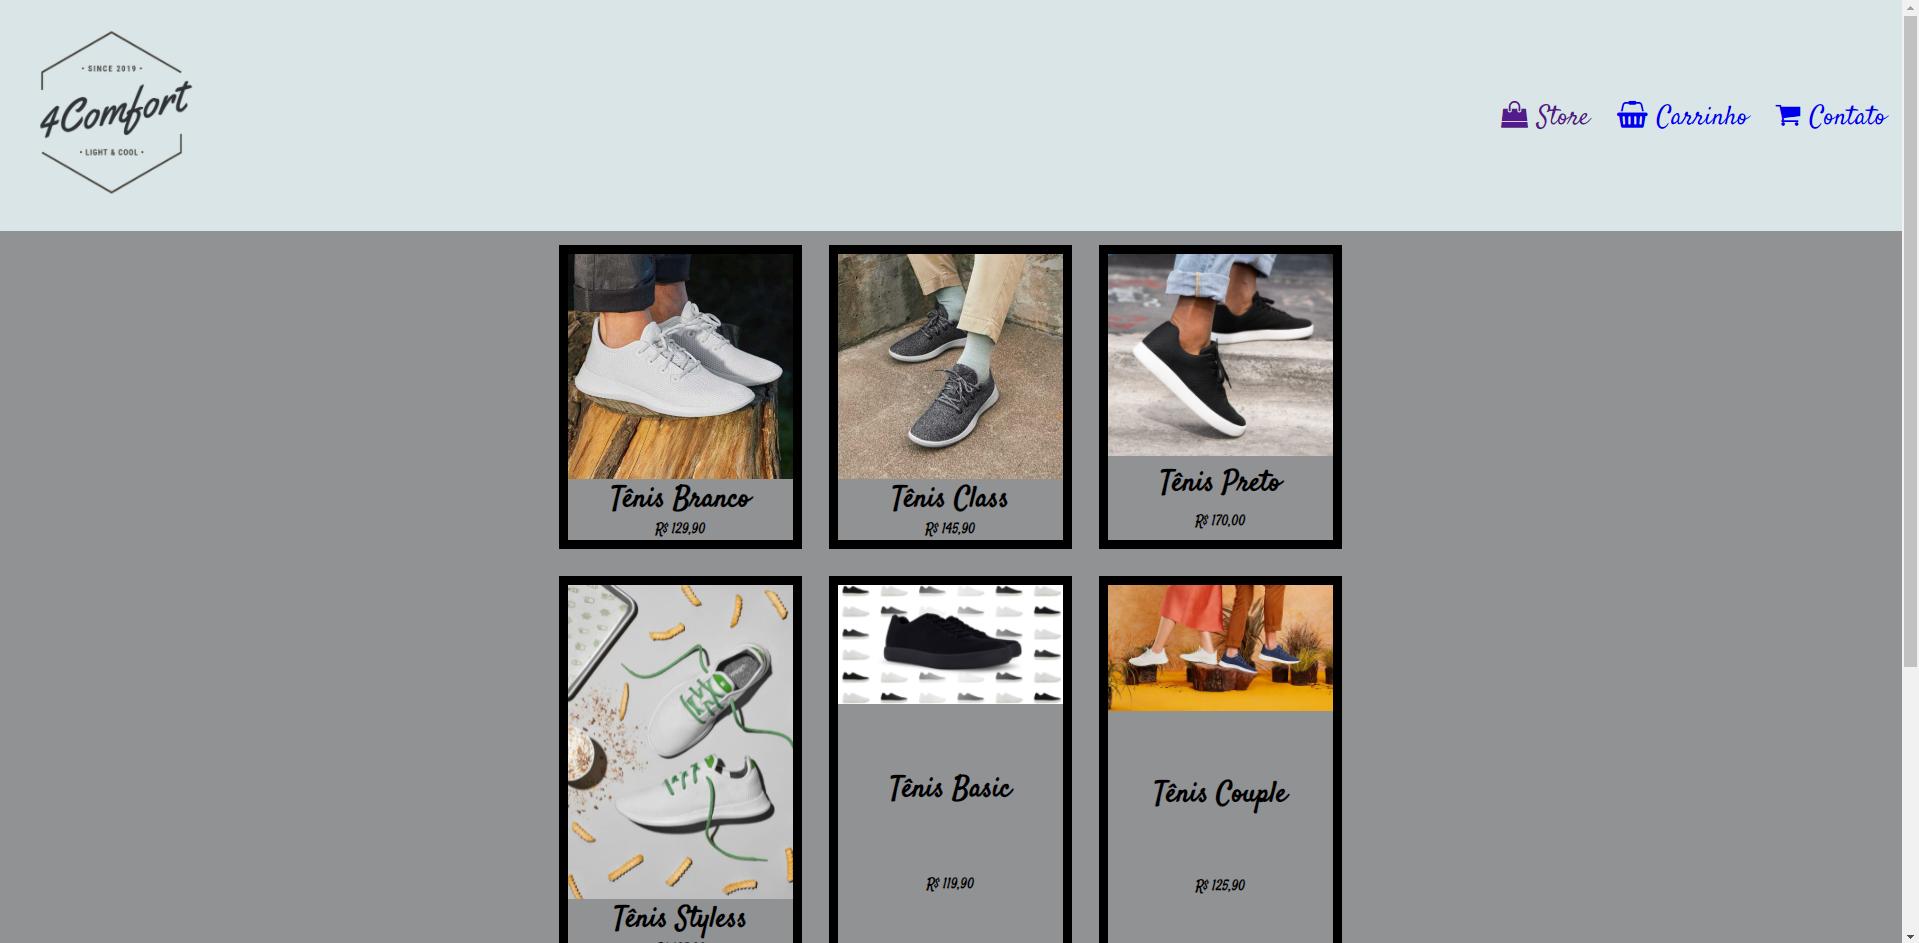 • SINCE 2019 •
4Comfort
• LIGHT & COOL •
Store
Carrinho
Contato
Tênis Branco
R$ 129,90
Tênis Class
R$ 145,90
Tênis Preto
R$ 170,00
Tênis Styless
Tênis Basic
R$ 119,90
Tênis Couple
R$ 125,90